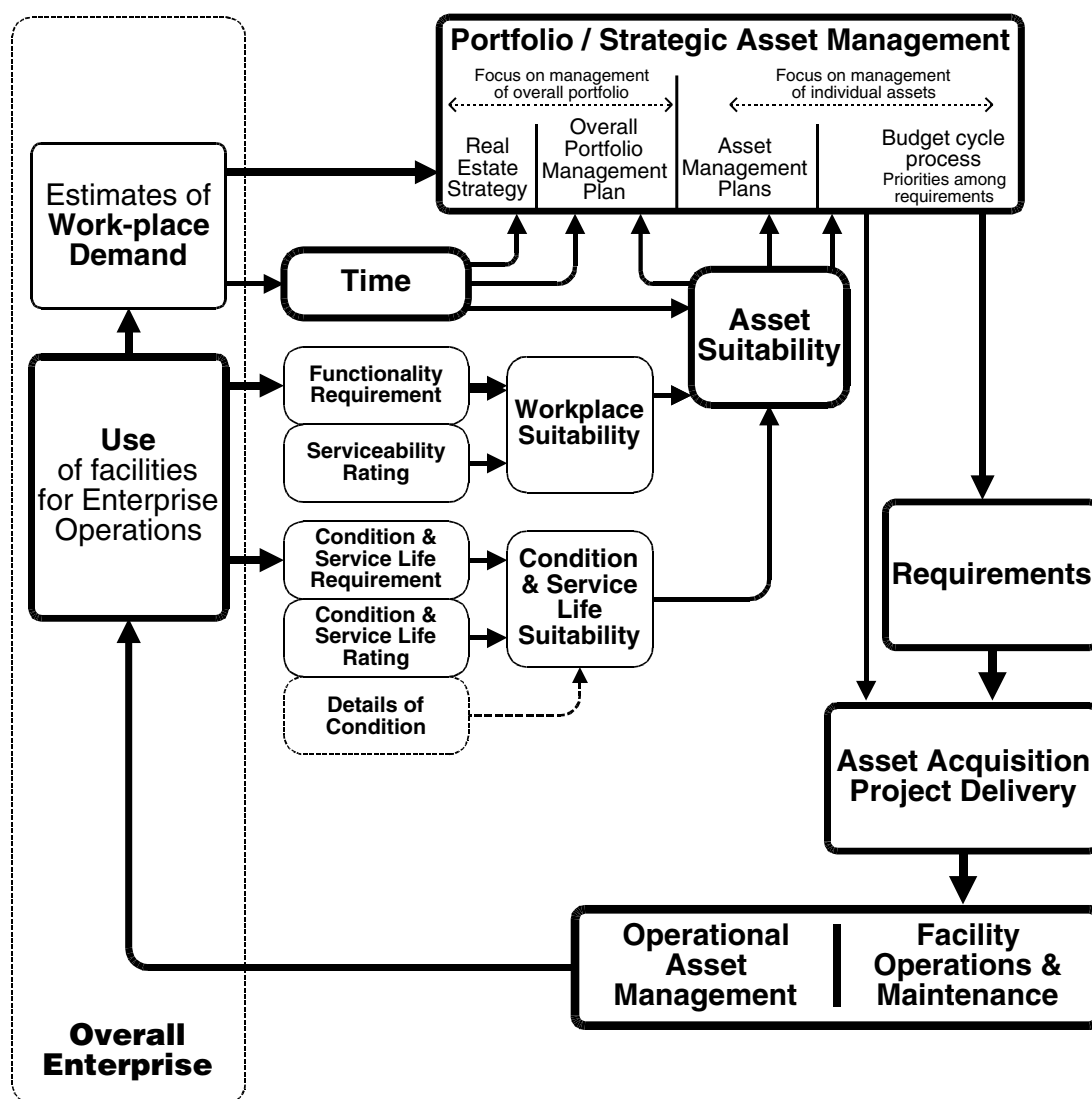 Portfolio / Strategic Asset Management
Focus on management
of overall portfolio
Focus on management
of individual assets
Real
Estate
Strategy
Overall
Portfolio
Management
Plan
Asset
Management
Plans
Budget cycle
process
Priorities among
requirements
Estimates of
Work-place
Demand
Time
Asset
Suitability
Use
of facilities
for Enterprise
Operations
Functionality
Requirement
Serviceability
Rating
Workplace
Suitability
Condition &
Service Life
Requirement
Condition &
Service Life
Rating
Details of
Condition
Condition
& Service
Life
Suitability
Requirements
Asset Acquisition
Project Delivery
Operational
Asset
Management
Facility
Operations &
Maintenance
Overall
Enterprise